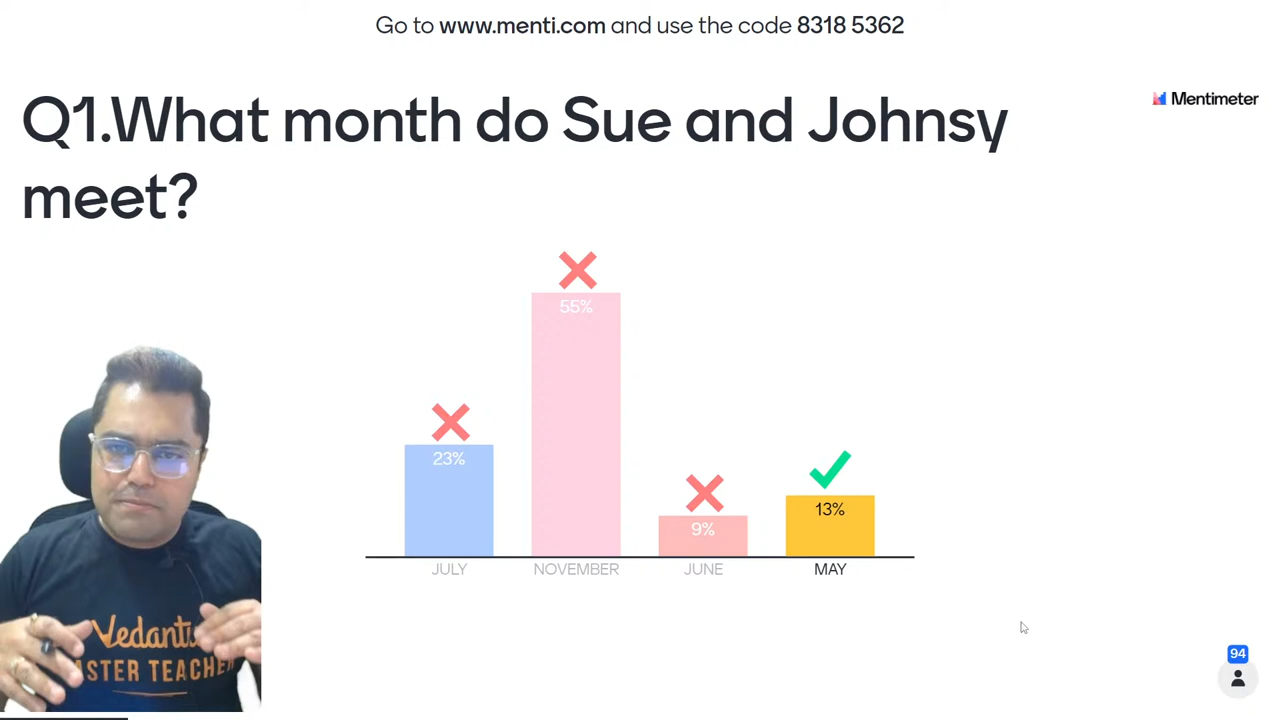 Go to www.menti.com and use the code 8318 5362
Mentimeter
Q1.What month do Sue and Johnsy
meet?
55%
23%
13%
9%
JULY NOVEMBER JUNE MAY
Vedantu
MASTER TEACHER
94